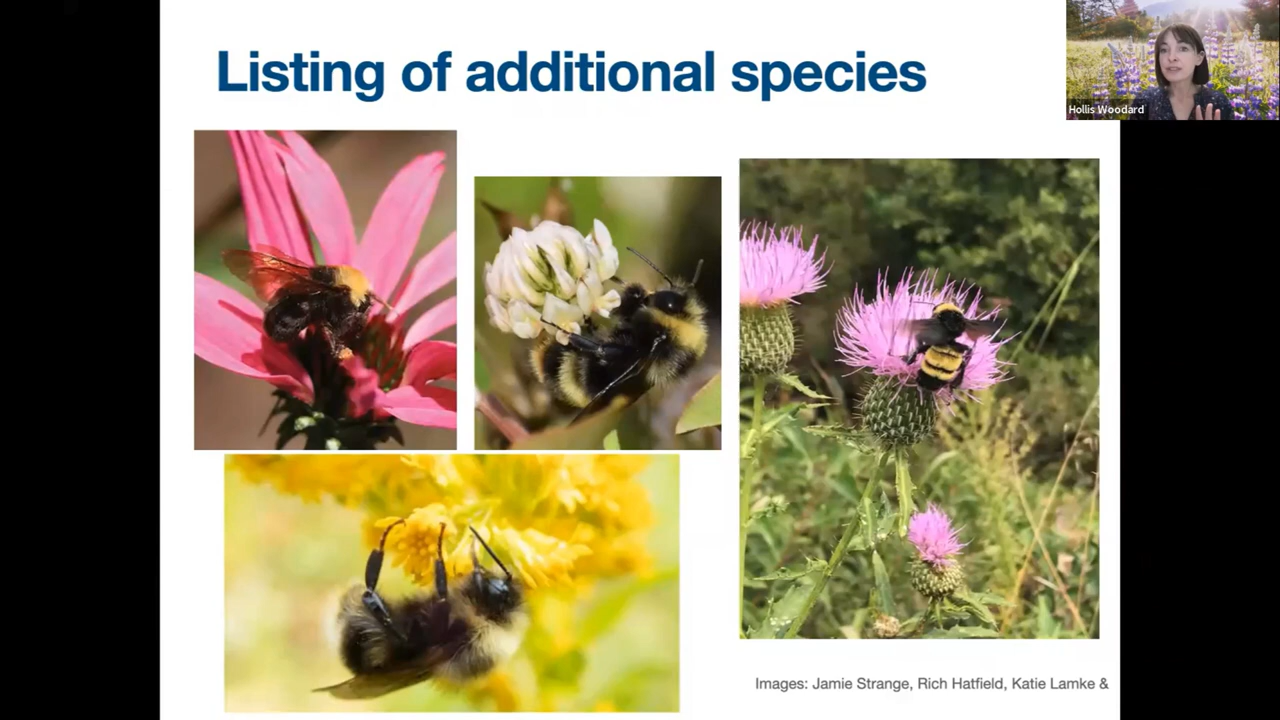 Listing of additional species
Hollis Woodard
Images: Jamie Strange, Rich Hatfield, Katie Lamke &